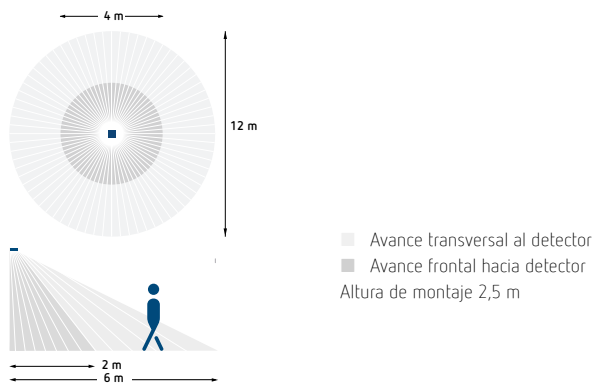 4 m
12 m
Avance transversal al detector
Avance frontal hacia detector
Altura de montaje 2,5 m
2 m
6 m